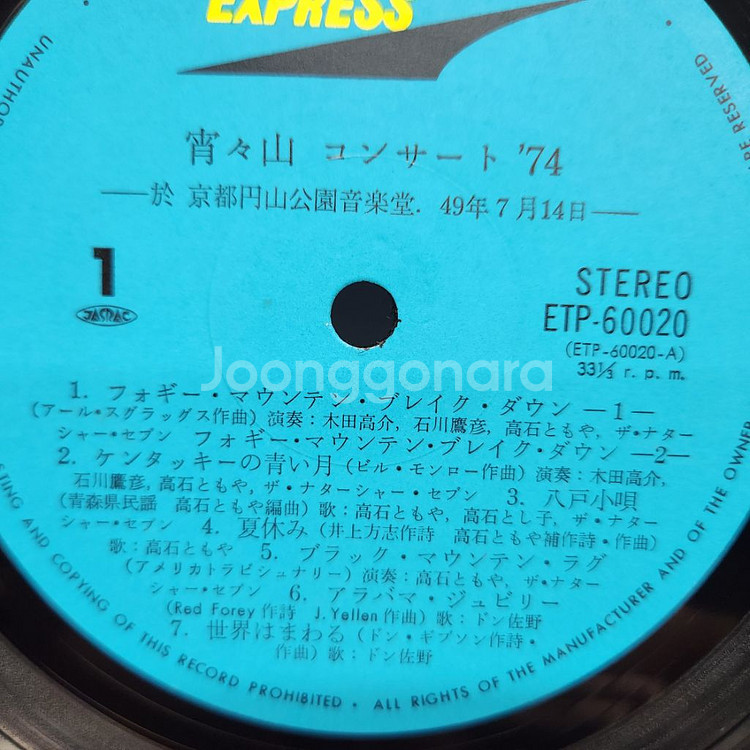 EXPRESS
UNAUTHOR
RE RESERVED
宵々山 コンサート '74
——於 京都円山公園音楽堂. 49年7月14日——
1
JASRAC
STEREO
ETP-60020
(ETP-60020-A)
33⅓ r. p. m.
Joonggonara
1. フォギー・マウンテン・ブレイク・ダウン —1—
(アール・スグラッグス作曲) 演奏：木田高介, 石川鷹彦, 高石ともや, ザ・ナター
シャー・セブン フォギー・マウンテン・ブレイク・ダウン —2—
2. ケンタッキーの青い月 (ビル・モンロー作曲) 演奏：木田高介,
石川鷹彦, 高石ともや, ザ・ナターシャー・セブン 3. 八戸小唄
(青森県民謡 高石ともや編曲) 歌：高石ともや, 高石とし子, ザ・ナター
シャー・セブン 4. 夏休み (井上方志作詩 高石ともや補作詩・作曲)
歌：高石ともや 5. ブラック・マウンテン・ラグ
(アメリカトラビショナリー) 演奏：高石ともや, ザ・ナター
シャー・セブン 6. アラバマ・ジュビリー
(Red Forey 作詩 J. Yellen 作曲) 歌：ドン佐野
7. 世界はまわる (ドン・ギブソン作詩・
作曲) 歌：ドン佐野
STING AND COPYING OF THIS RECORD PROHIBITED • ALL RIGHTS OF THE MANUFACTURER AND OF THE OWNER